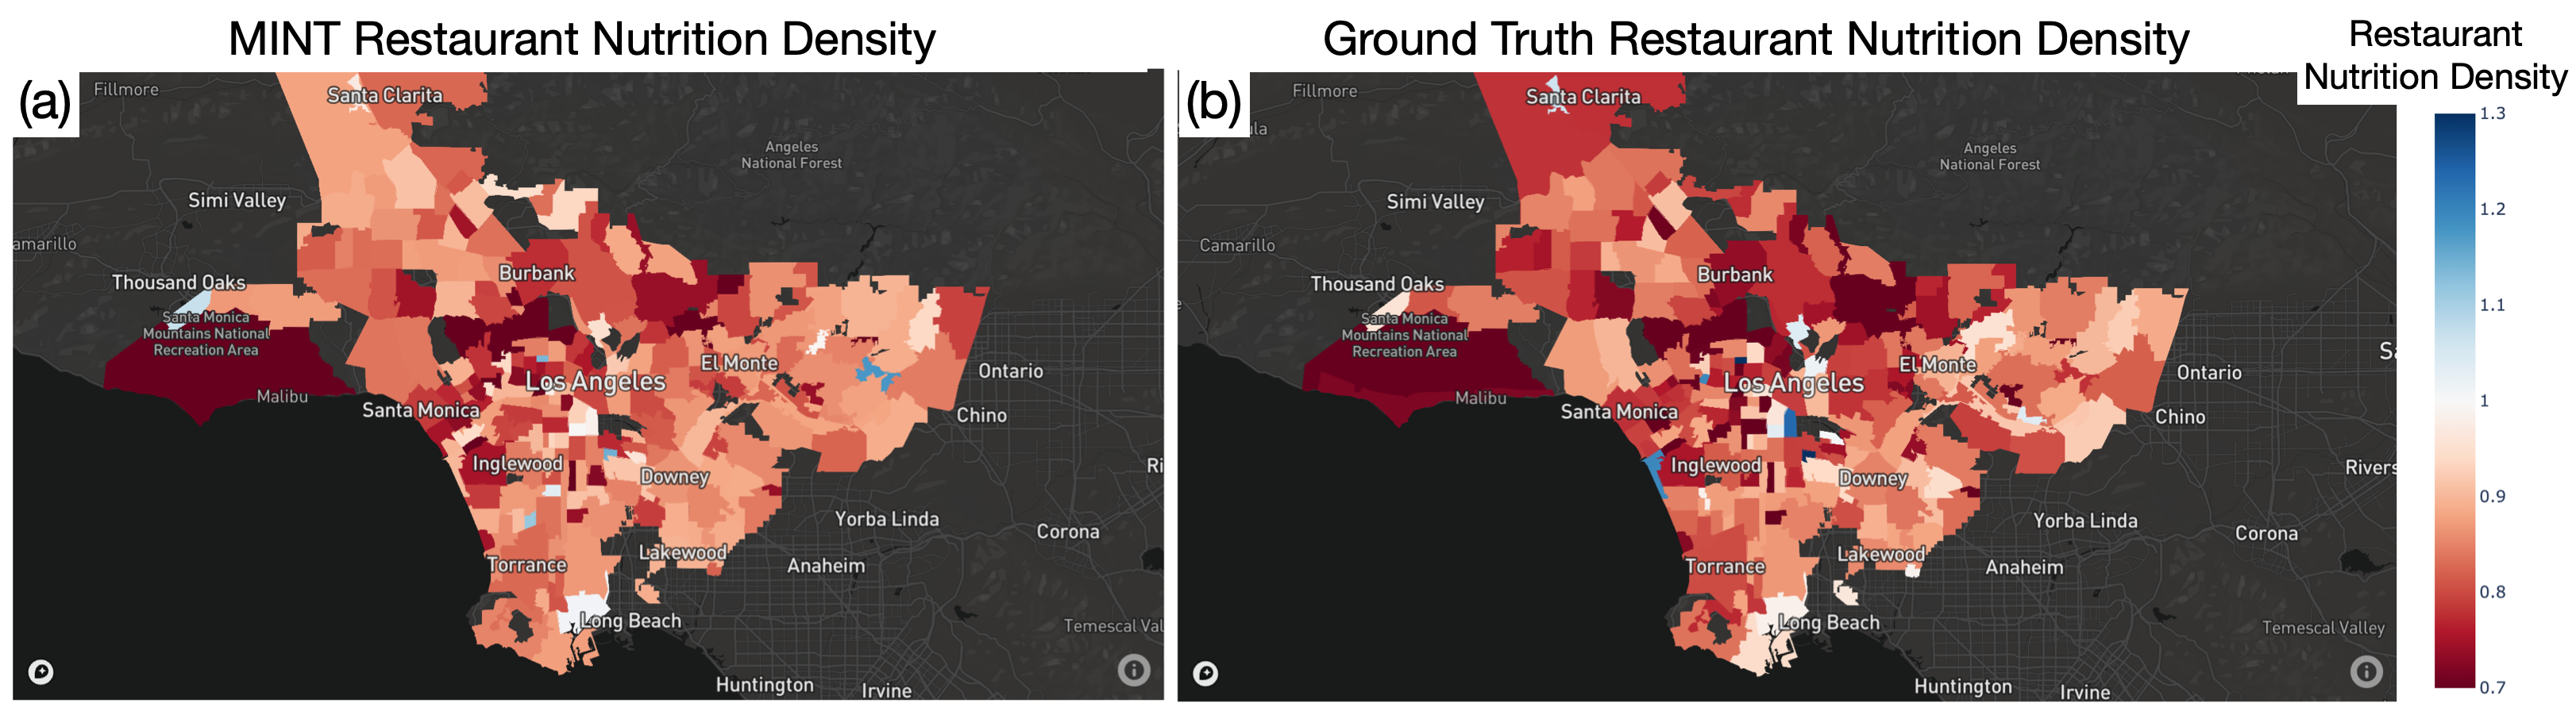 MINT Restaurant Nutrition Density
(a)
Fillmore
Santa Clarita
Angeles
National Forest
Simi Valley
amarillo
Thousand Oaks
Burbank
Santa Monica
Mountains National
Recreation Area
El Monte
Los Angeles
Ontario
Malibu
Santa Monica
Chino
Inglewood
Downey
Ri
Yorba Linda
Corona
Lakewood
Torrance
Anaheim
Long Beach
Temescal Val
Huntington
Irvine
Ground Truth Restaurant Nutrition Density
(b)
Fillmore
ula
Santa Clarita
Angeles
National Forest
Simi Valley
Camarillo
Thousand Oaks
Burbank
Santa Monica
Mountains National
Recreation Area
El Monte
Los Angeles
Sa
Ontario
Malibu
Santa Monica
Chino
Inglewood
Downey
Rivers
Yorba Linda
Corona
Lakewood
Torrance
Anaheim
Long Beach
Temescal Valley
Huntington
Irvine
Restaurant
Nutrition Density
1.3
1.2
1.1
1
0.9
0.8
0.7